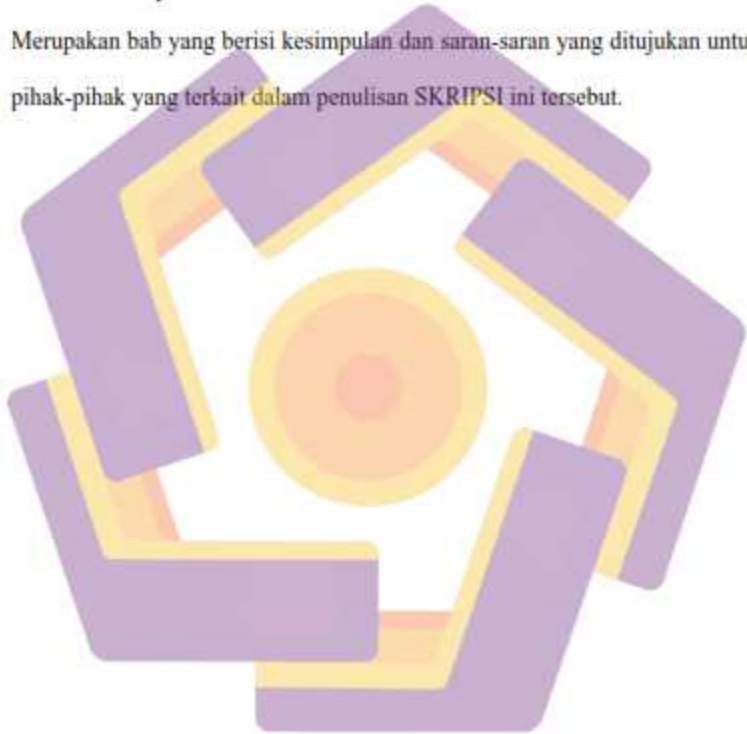 Merupakan bab yang berisi kesimpulan dan saran-saran yang ditujukan
pihak-pihak yang terkait dalam penulisan SKRIPSI ini tersebut.